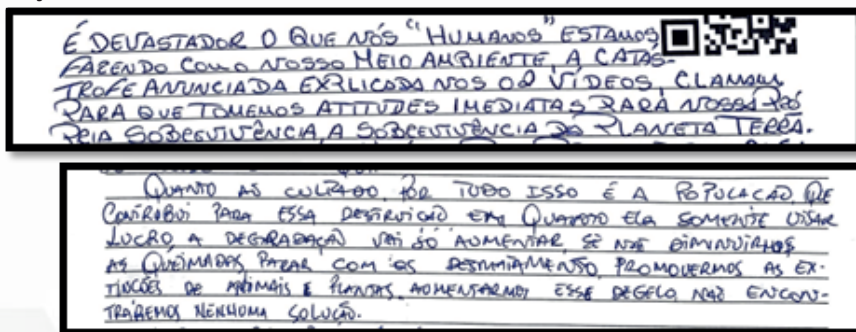 É DEVASTADOR O QUE NÓS "HUMANOS" ESTAMOS
FAZENDO COM O NOSSO MEIO AMBIENTE, A CATÁS-
TROFE ANUNCIADA EXPLICADA NOS 02 VÍDEOS, CLAMAM
PARA QUE TOMEMOS ATITUDES IMEDIATAS PARA NOSSA PRÓ
PRIA SOBREVIVÊNCIA, A SOBREVIVÊNCIA DO PLANETA TERRA.
QUANTO AS CULPADO POR TUDO ISSO É A POPULACAO QUE
CONTRIBUI PARA ESSA DESTRUIÇÃO EM QUANTO ELA SOMENTE VISAR
LUCRO A DEGRADAÇÃO VAI SÓ AUMENTAR, SE NÃO DIMINUIRMOS
AS QUEIMADAS, PARAR COM OS DESMATAMENTO, PROMOVERMOS AS EX-
TINÇÕES DE ANIMAIS E PLANTAS, AUMENTARMOS ESSE DEGELO NÃO ENCON-
TRAREMOS NENHUMA SOLUÇÃO.